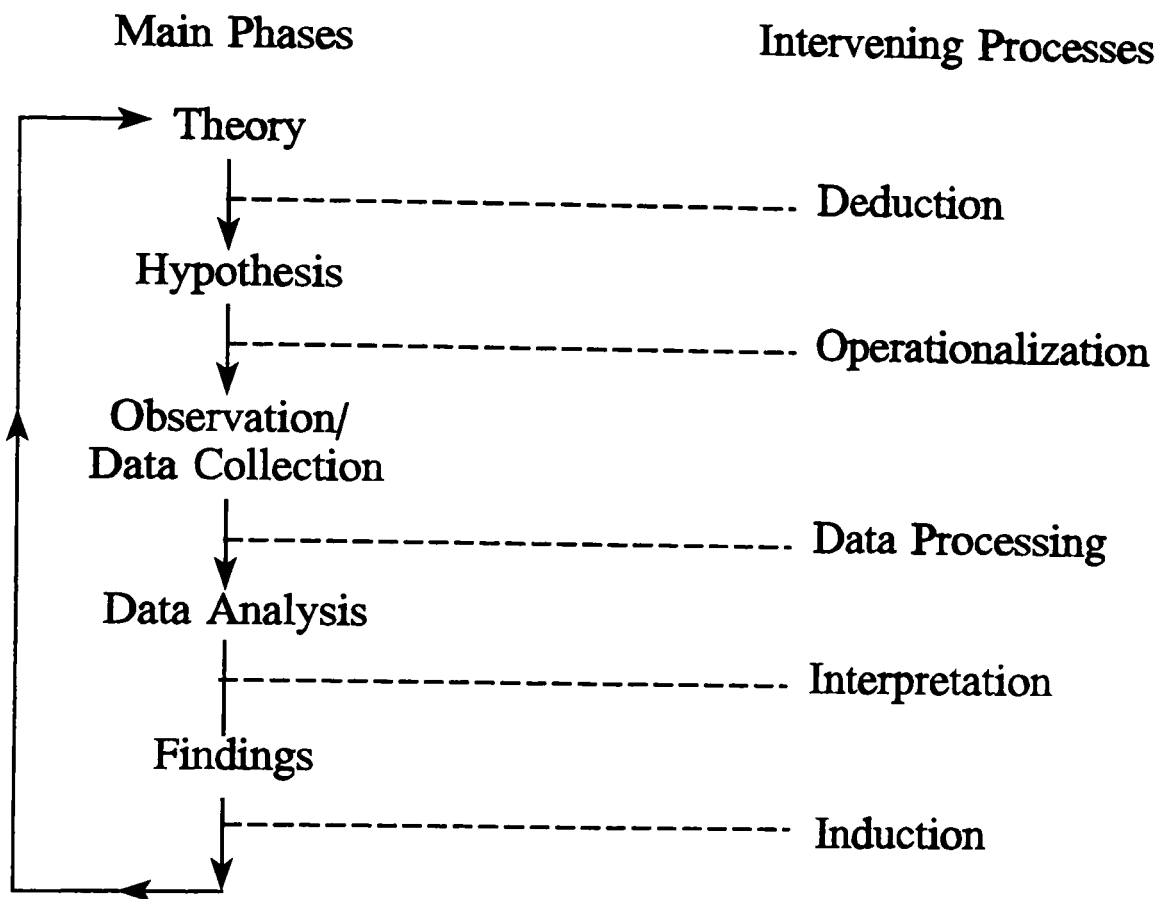 Main Phases
Intervening Processes
Theory
Deduction
Hypothesis
Operationalization
Observation/
Data Collection
Data Processing
Data Analysis
Interpretation
Findings
Induction